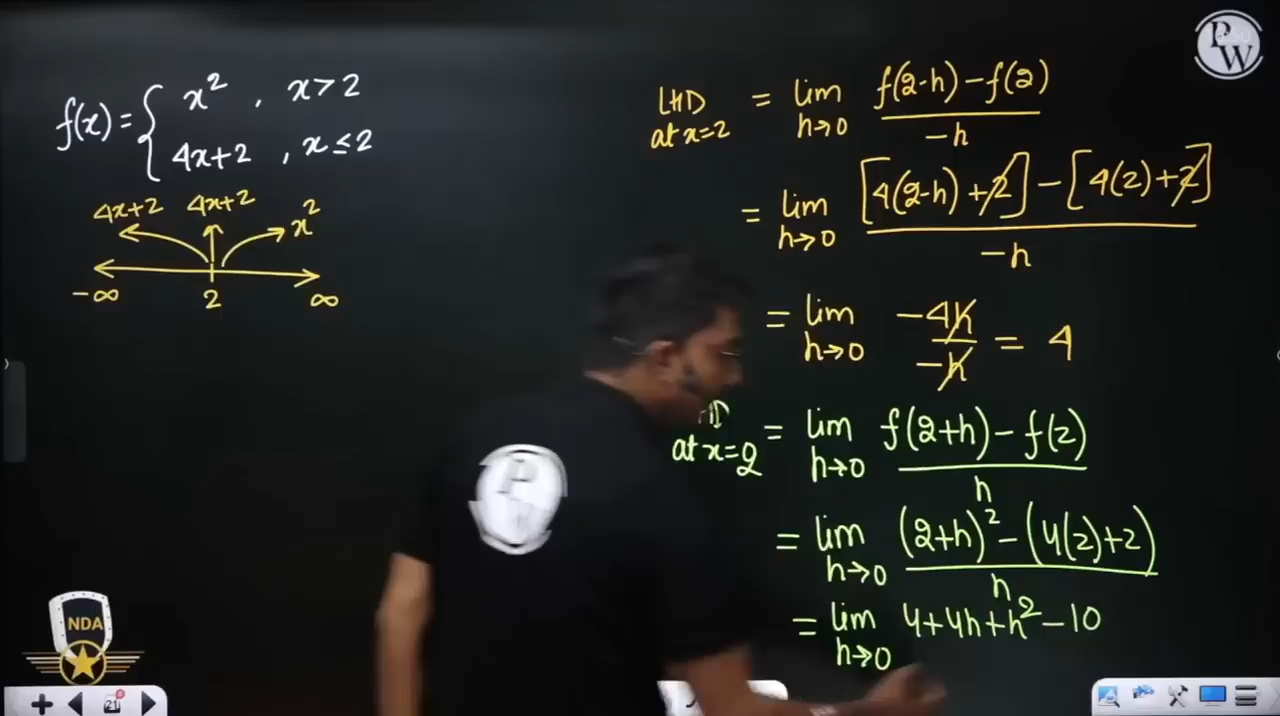 f(x) = { x² , x > 2
4x+2 , x ≤ 2
4x+2 4x+2 x²
-∞ 2 ∞
LHD at x=2 = lim h→0 f(2-h) - f(2) / -h
= lim h→0 [4(2-h) + 2] - [4(2) + 2] / -h
= lim h→0 -4h / -h = 4
at x=2 = lim h→0 f(2+h) - f(2) / h
= lim h→0 (2+h)² - (4(2)+2) / h
= lim h→0 4+4h+h²-10
PW
NDA
21